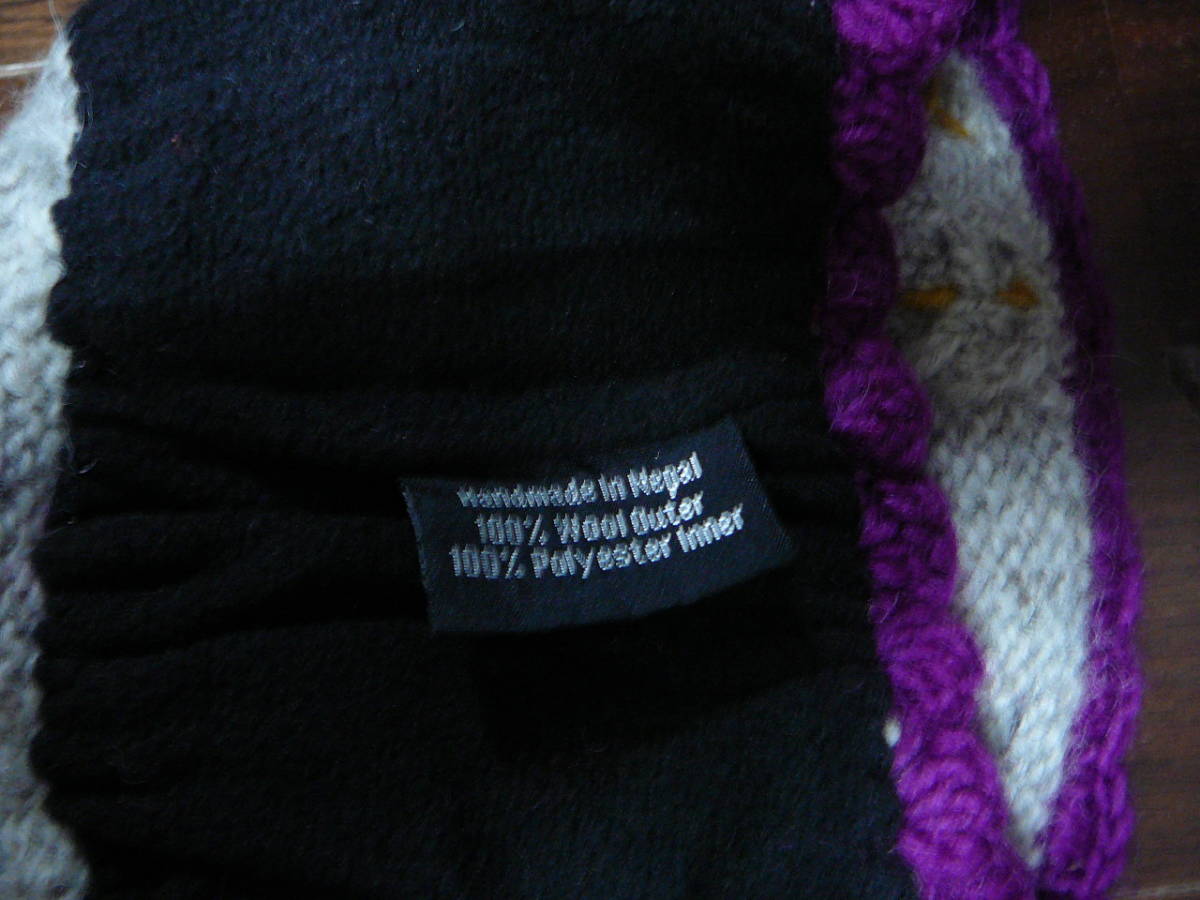 Handmade In Nepal
100% Wool Outer
100% Polyester Inner